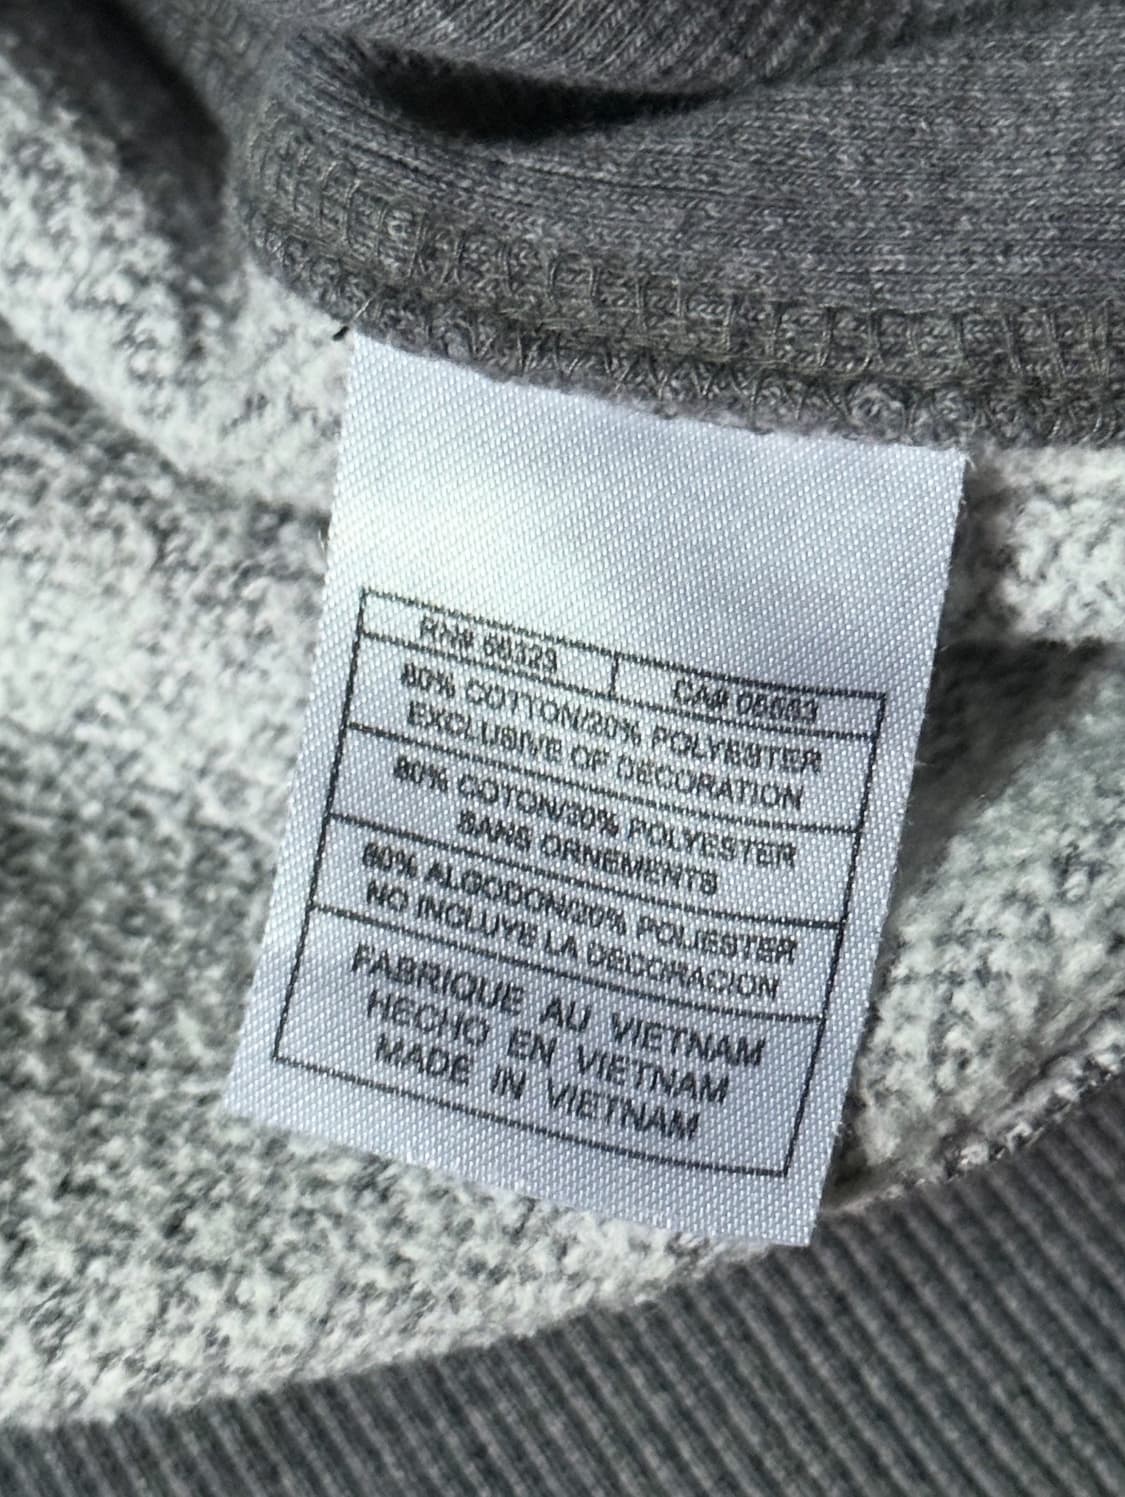 RN# 56323 CA# 05553
80% COTTON/20% POLYESTER
EXCLUSIVE OF DECORATION
80% COTON/20% POLYESTER
SANS ORNEMENTS
80% ALGODON/20% POLIESTER
NO INCLUYE LA DECORACION
FABRIQUE AU VIETNAM
HECHO EN VIETNAM
MADE IN VIETNAM